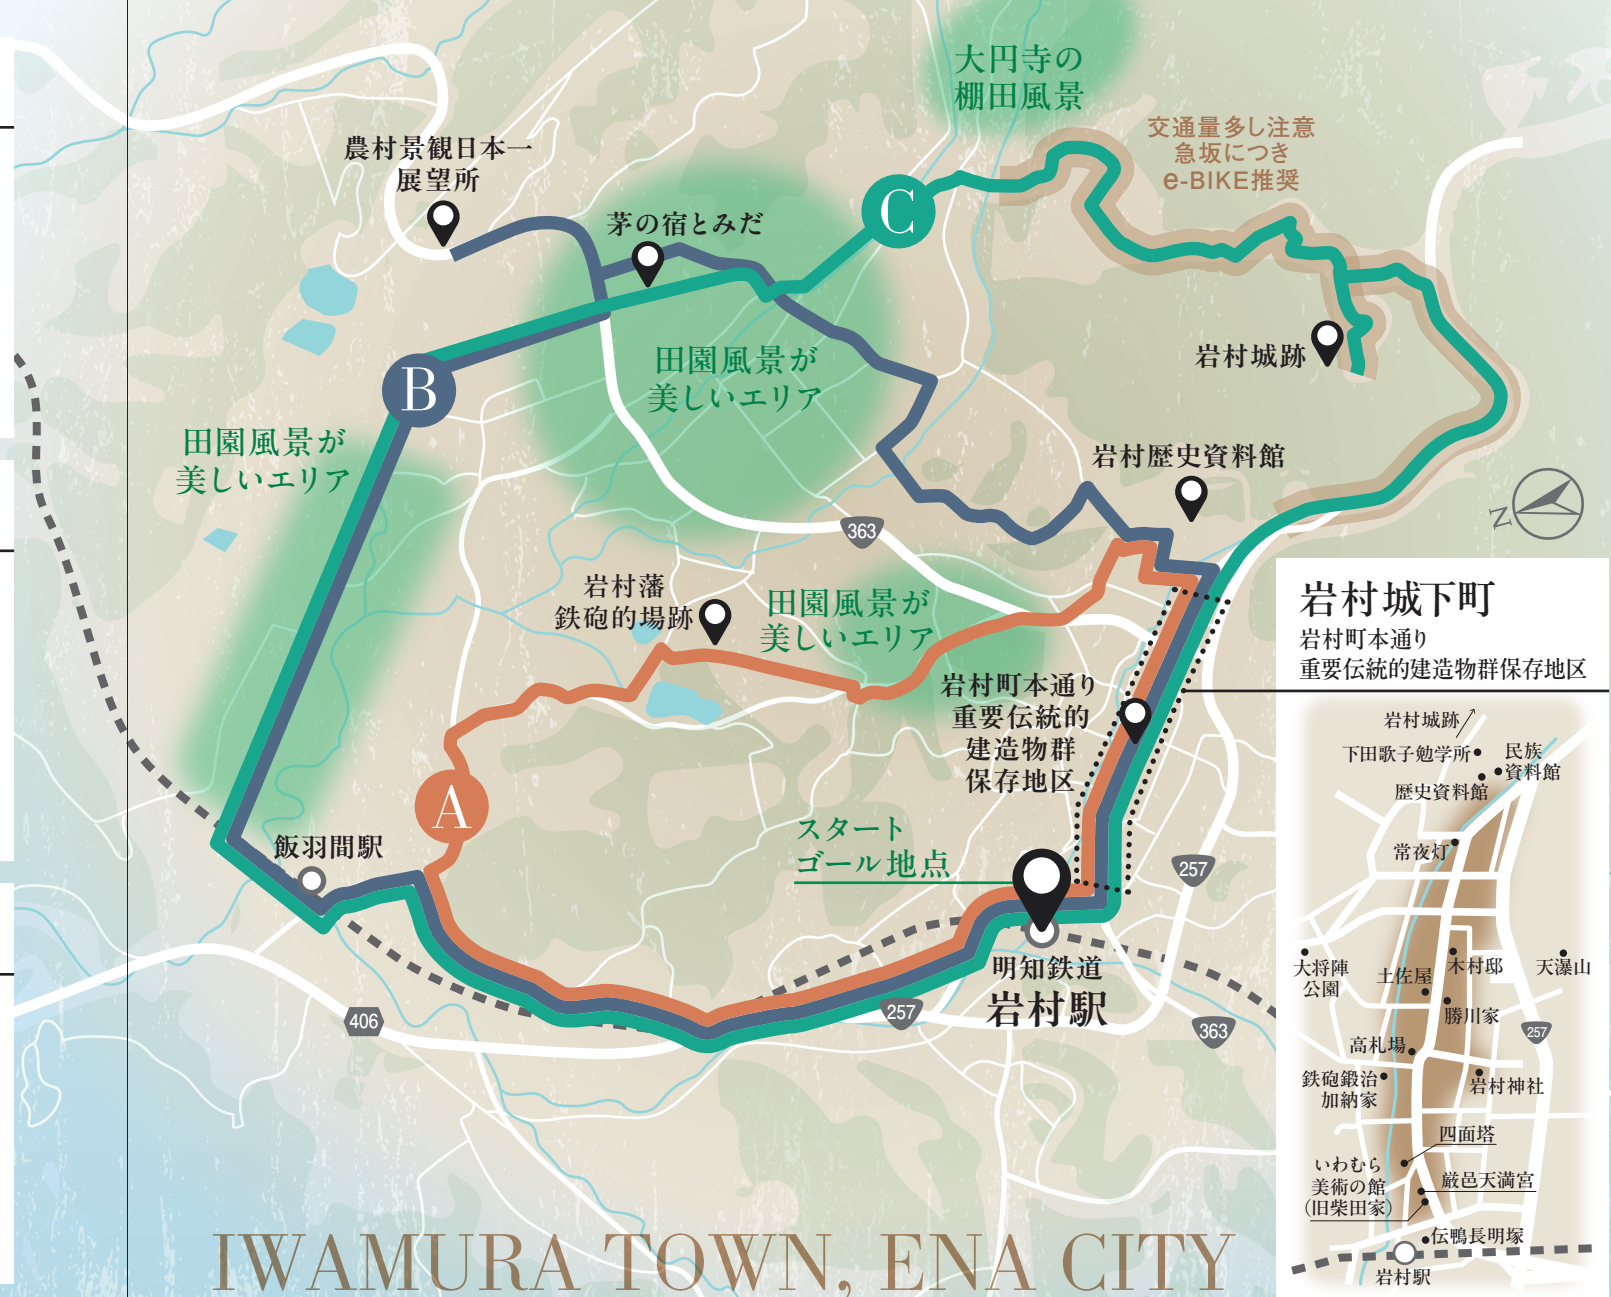 大円寺の
棚田風景
交通量多し注意
急坂につき
e-BIKE推奨
農村景観日本一
展望所
茅の宿とみだ
C
岩村城跡
田園風景が
美しいエリア
B
田園風景が
美しいエリア
岩村歴史資料館
N
363
岩村藩
鉄砲的場跡
田園風景が
美しいエリア
岩村町本通り
重要伝統的
建造物群
保存地区
A
スタート
ゴール地点
飯羽間駅
257
明知鉄道
岩村駅
406
257
363
IWAMURA TOWN, ENA CITY
岩村城下町
岩村町本通り
重要伝統的建造物群保存地区
岩村城跡
下田歌子勉学所
民族
資料館
歴史資料館
常夜灯
大将陣
公園
土佐屋
木村邸
天瀑山
勝川家
257
高札場
鉄砲鍛冶
加納家
岩村神社
四面塔
いわむら
美術の館
（旧柴田家）
厳邑天満宮
伝鴨長明塚
岩村駅